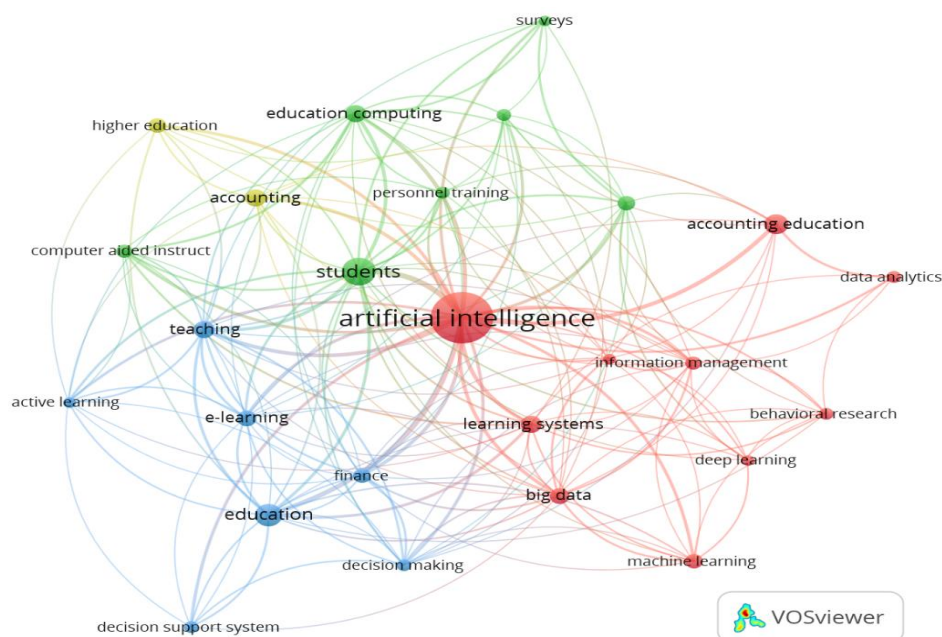 surveys
education computing
higher education
personnel training
accounting
accounting education
computer aided instruct
students
data analytics
artificial intelligence
teaching
information management
active learning
behavioral research
e-learning
learning systems
deep learning
finance
big data
education
machine learning
decision making
VOSviewer
decision support system